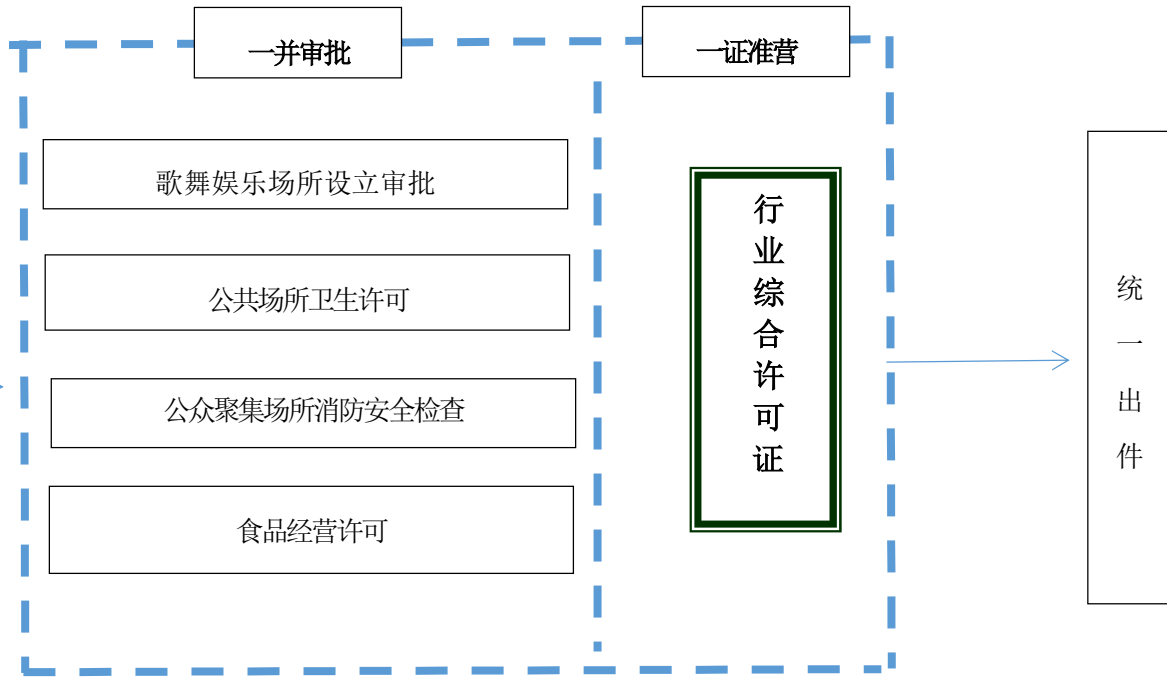 一并审批
一证准营
歌舞娱乐场所设立审批
公共场所卫生许可
公众聚集场所消防安全检查
食品经营许可
行业综合许可证
统一出件